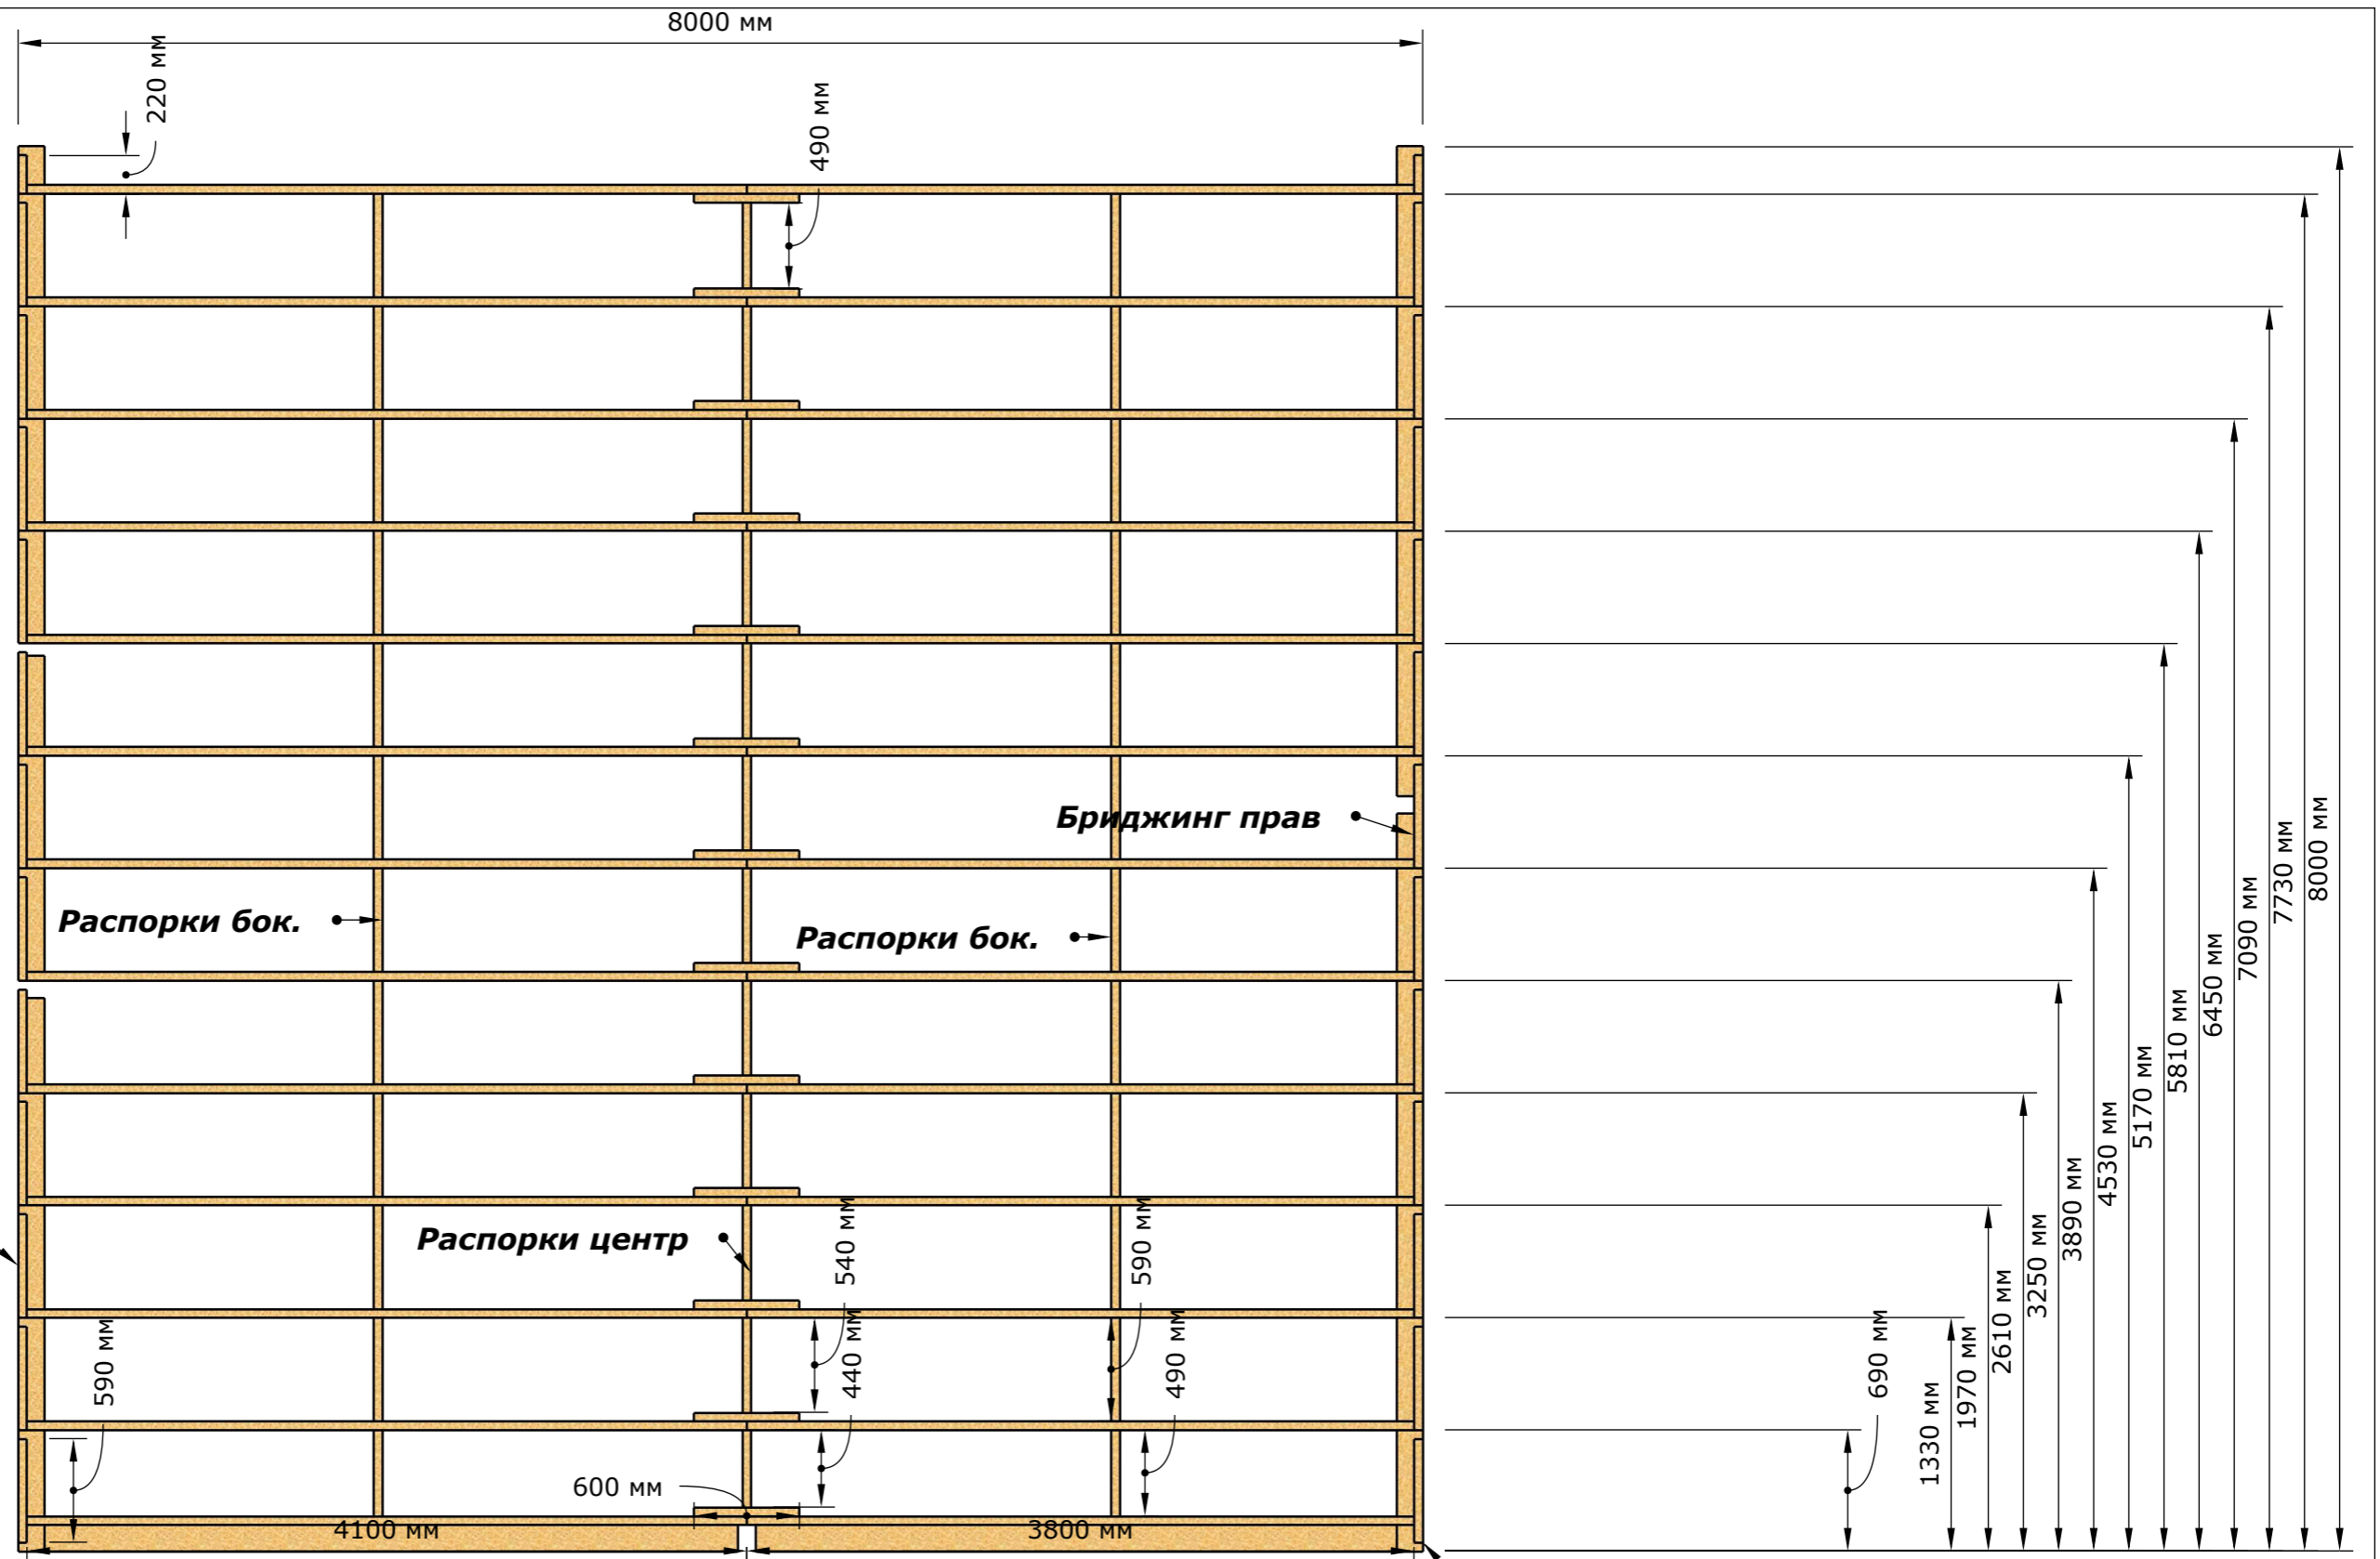 8000 мм
220 мм
490 мм
Бриджинг прав
Распорки бок.
Распорки бок.
Распорки центр
540 мм
590 мм
590 мм
440 мм
490 мм
600 мм
4100 мм
3800 мм
690 мм
1330 мм
1970 мм
2610 мм
3250 мм
3890 мм
4530 мм
5170 мм
5810 мм
6450 мм
7090 мм
7730 мм
8000 мм